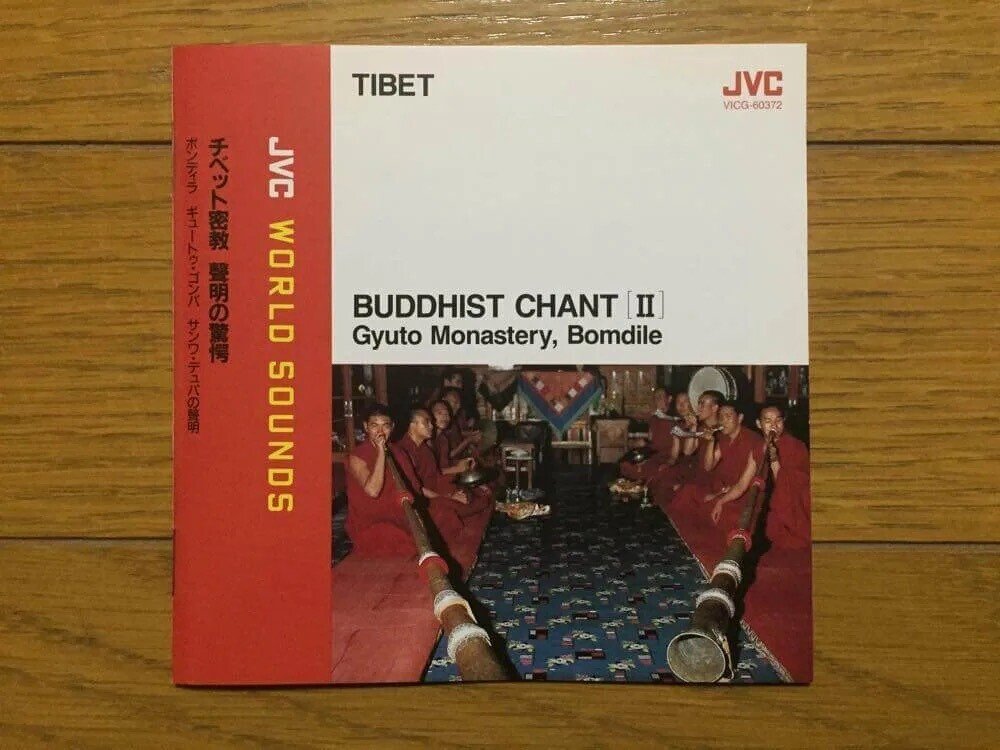 TIBET
JVC
VICG-60372
BUDDHIST CHANT [II]
Gyuto Monastery, Bomdile
JVC WORLD SOUNDS
チベット密教 聲明の驚愕
ボンディラ ギュートゥ・ゴンパ サンワ・デュパの聲明